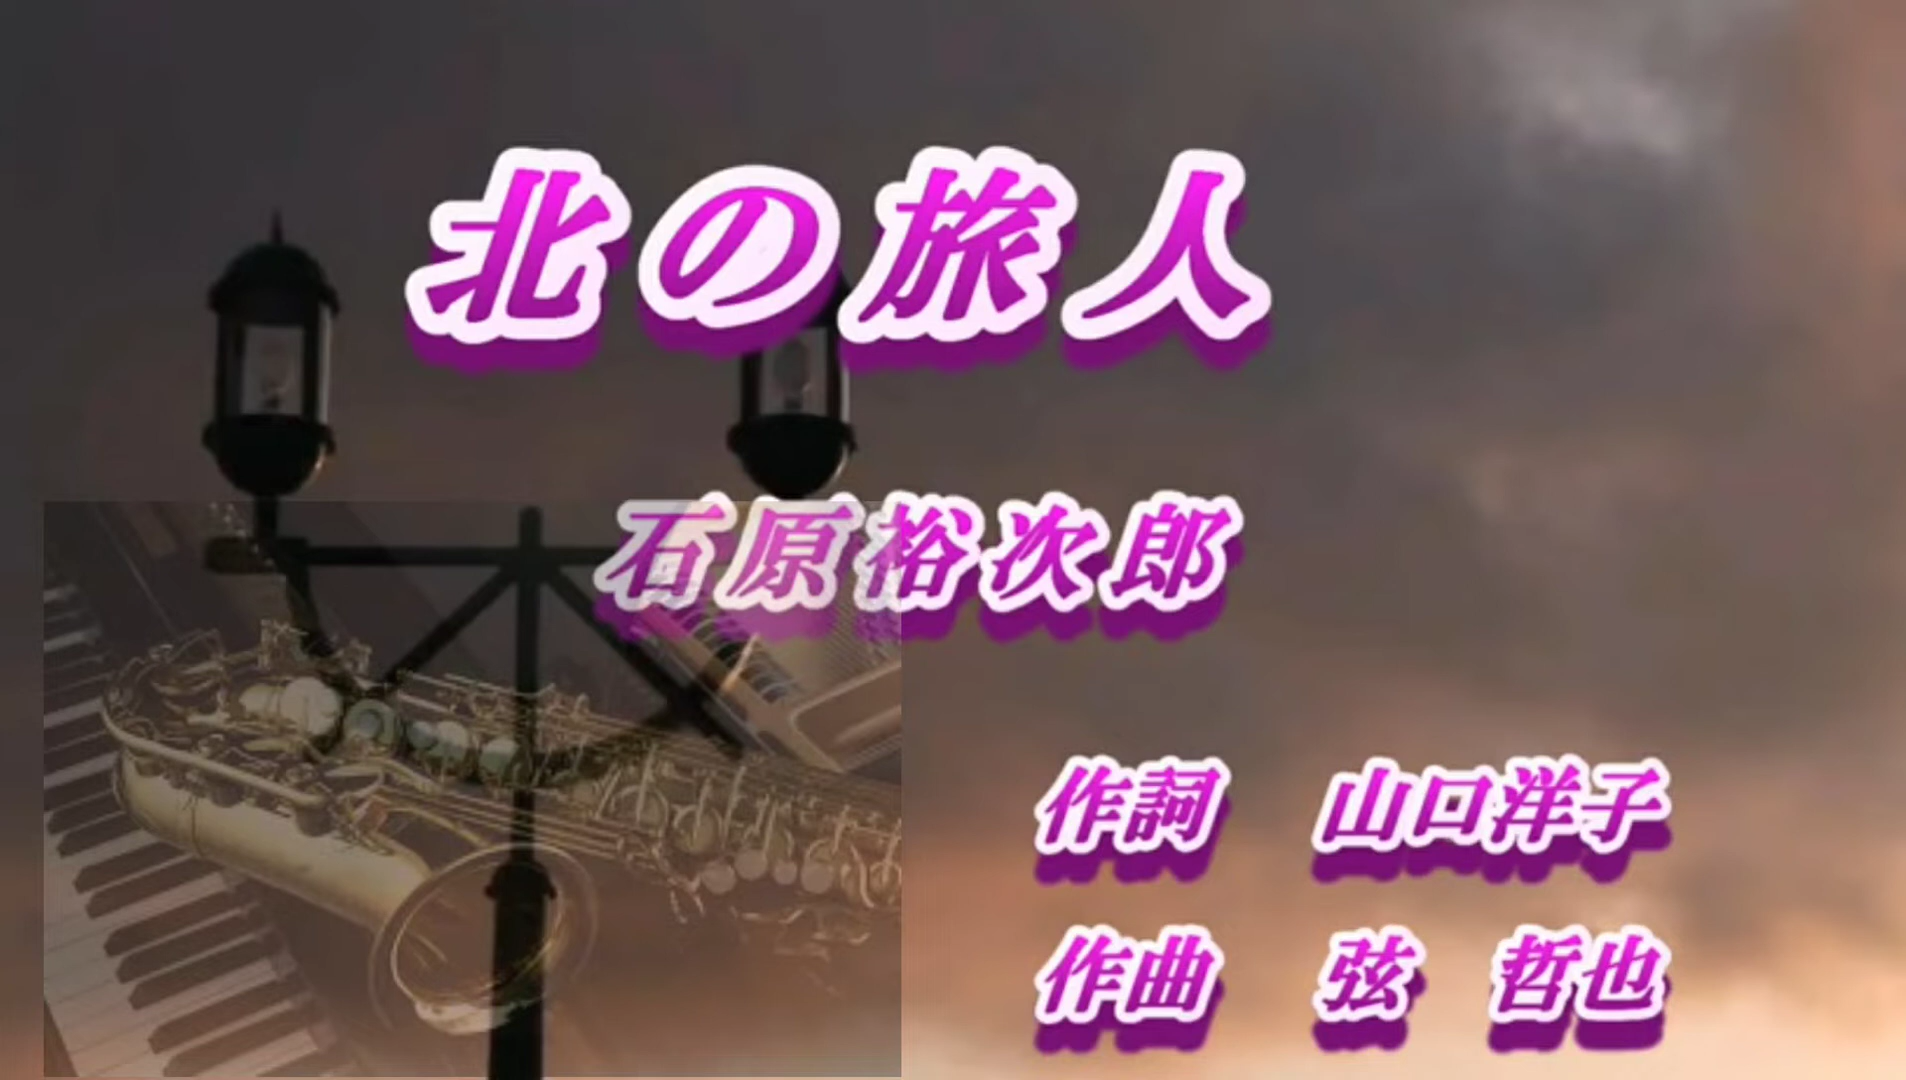 北の旅人
石原裕次郎
作詞　山口洋子
作曲　弦　哲也